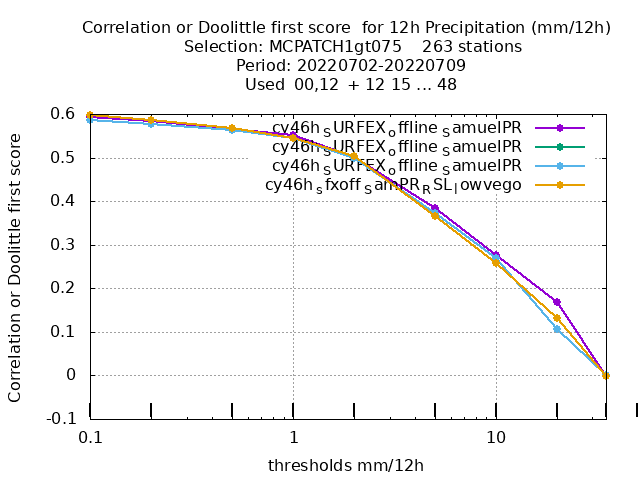 Correlation or Doolittle first score  for 12h Precipitation (mm/12h)
Selection: MCPATCH1gt075    263 stations
Period: 20220702-20220709
Used  00,12  + 12 15 ... 48
cy46h_SURFEX_offline_SamuelPR
cy46h_SURFEX_offline_SamuelPR
cy46h_SURFEX_offline_SamuelPR
cy46h_sfxoff_SamPR_RSL_lowvego
Correlation or Doolittle first score
0.6
0.5
0.4
0.3
0.2
0.1
0
-0.1
0.1 1 10
thresholds mm/12h